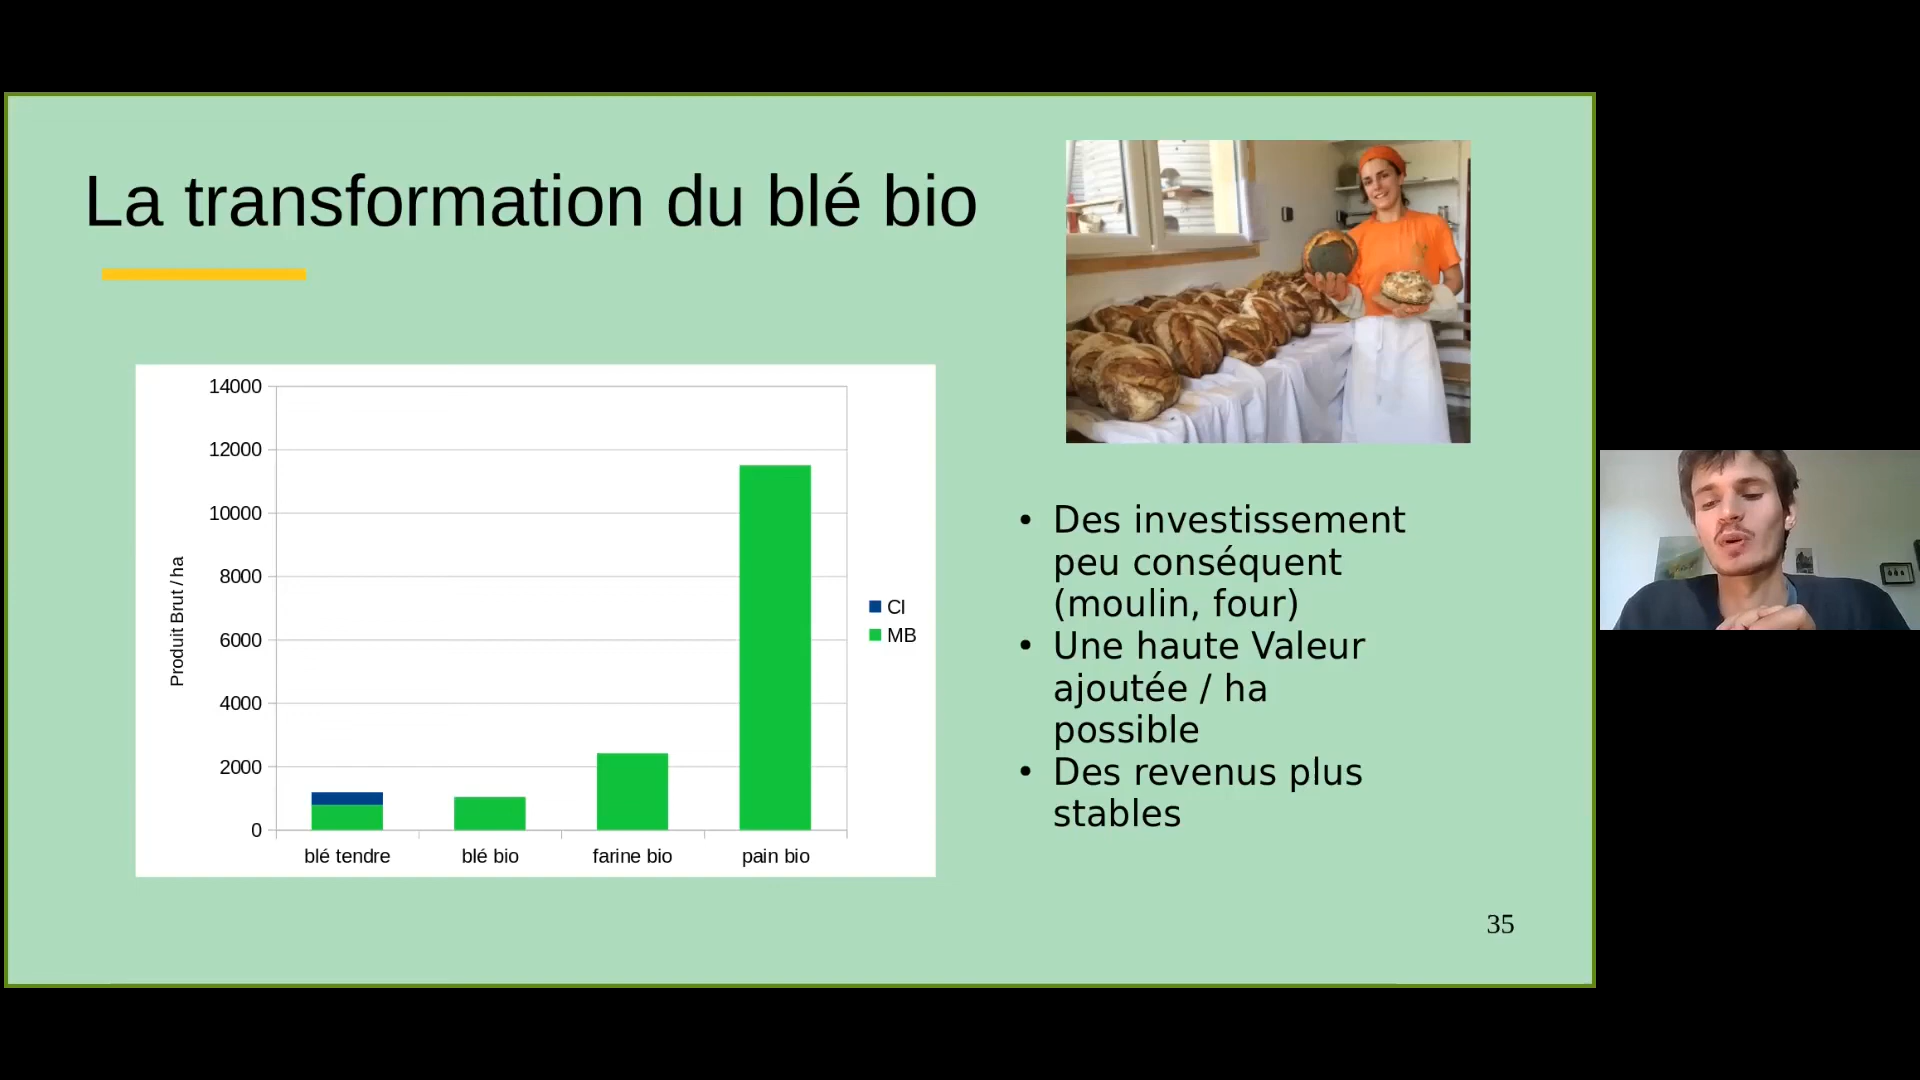 La transformation du blé bio
14000
12000
10000
8000
6000
4000
2000
0
Produit Brut / ha
blé tendre
blé bio
farine bio
pain bio
CI
MB
• Des investissement
peu conséquent
(moulin, four)
• Une haute Valeur
ajoutée / ha
possible
• Des revenus plus
stables
35